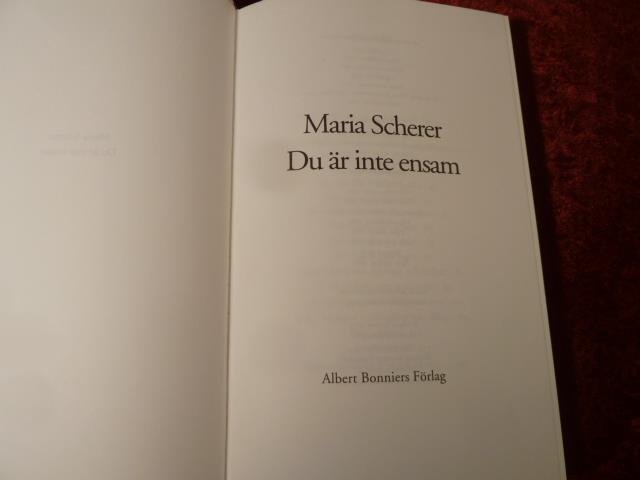 Maria Scherer
Du är inte ensam
Albert Bonniers Förlag